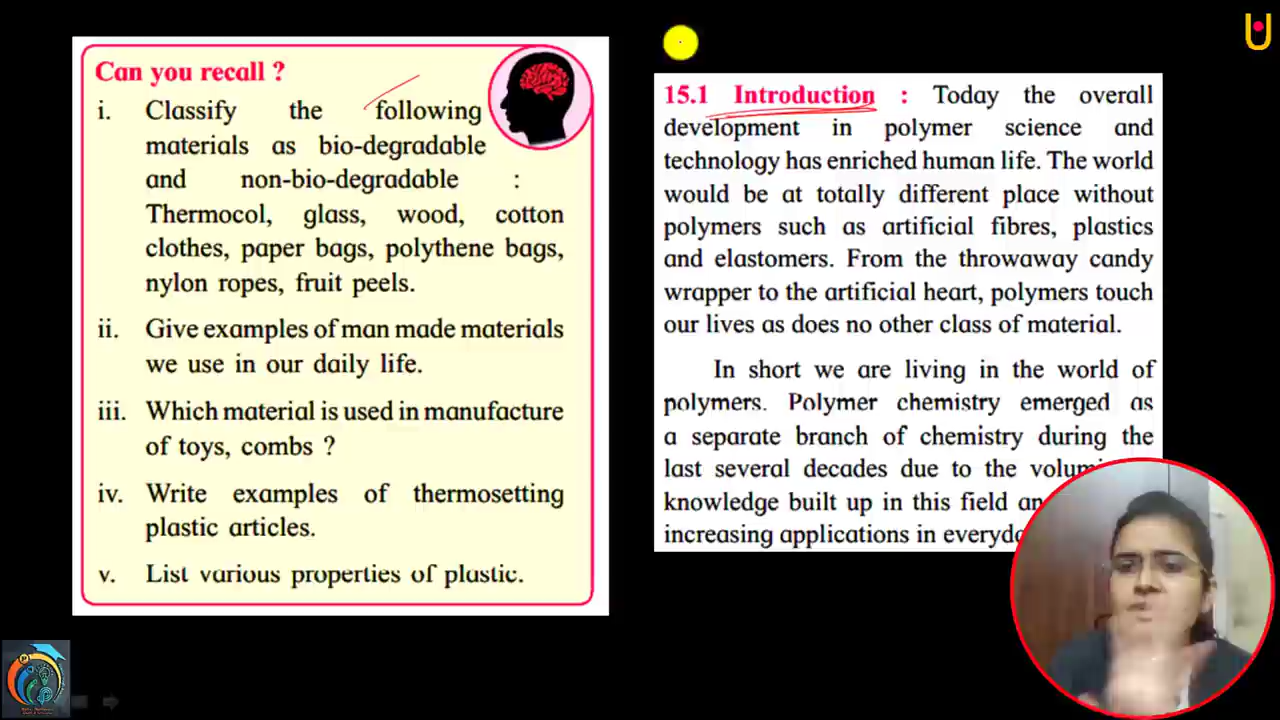 Can you recall ?
i. Classify the following
materials as bio-degradable
and non-bio-degradable :
Thermocol, glass, wood, cotton
clothes, paper bags, polythene bags,
nylon ropes, fruit peels.
ii. Give examples of man made materials
we use in our daily life.
iii. Which material is used in manufacture
of toys, combs ?
iv. Write examples of thermosetting
plastic articles.
v. List various properties of plastic.
15.1 Introduction : Today the overall
development in polymer science and
technology has enriched human life. The world
would be at totally different place without
polymers such as artificial fibres, plastics
and elastomers. From the throwaway candy
wrapper to the artificial heart, polymers touch
our lives as does no other class of material.
In short we are living in the world of
polymers. Polymer chemistry emerged as
a separate branch of chemistry during the
last several decades due to the
knowledge built up in this field
increasing applications in